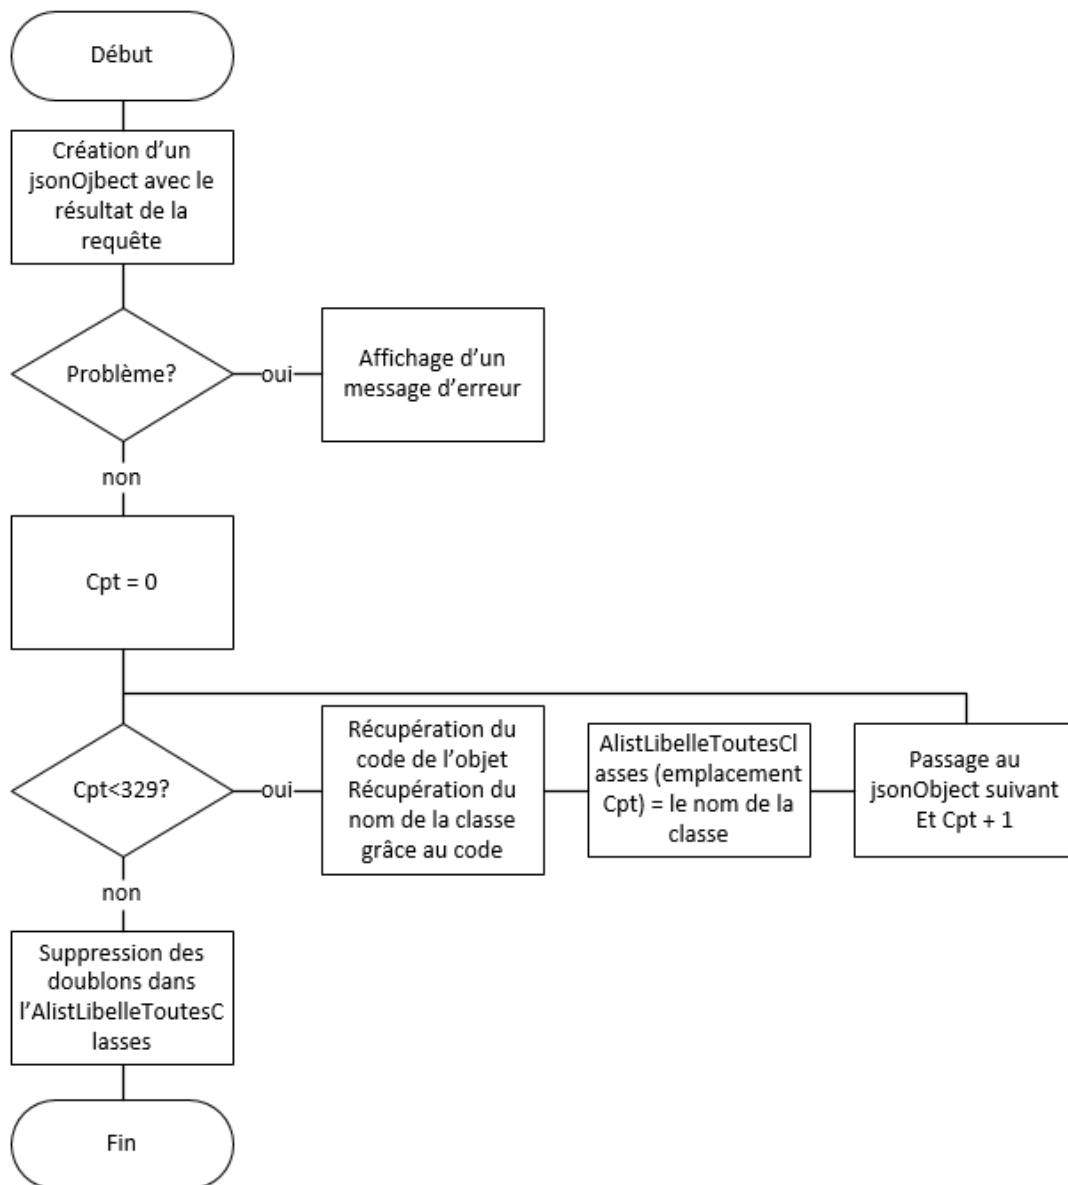 Début
Création d’un
jsonOjbect avec le
résultat de la
requête
Problème?
oui
Affichage d’un
message d’erreur
non
Cpt = 0
Cpt<329?
oui
Récupération du
code de l’objet
Récupération du
nom de la classe
grâce au code
AlistLibelleToutesCl
asses (emplacement
Cpt) = le nom de la
classe
Passage au
jsonObject suivant
Et Cpt + 1
non
Suppression des
doublons dans
l’AlistLibelleToutesC
lasses
Fin